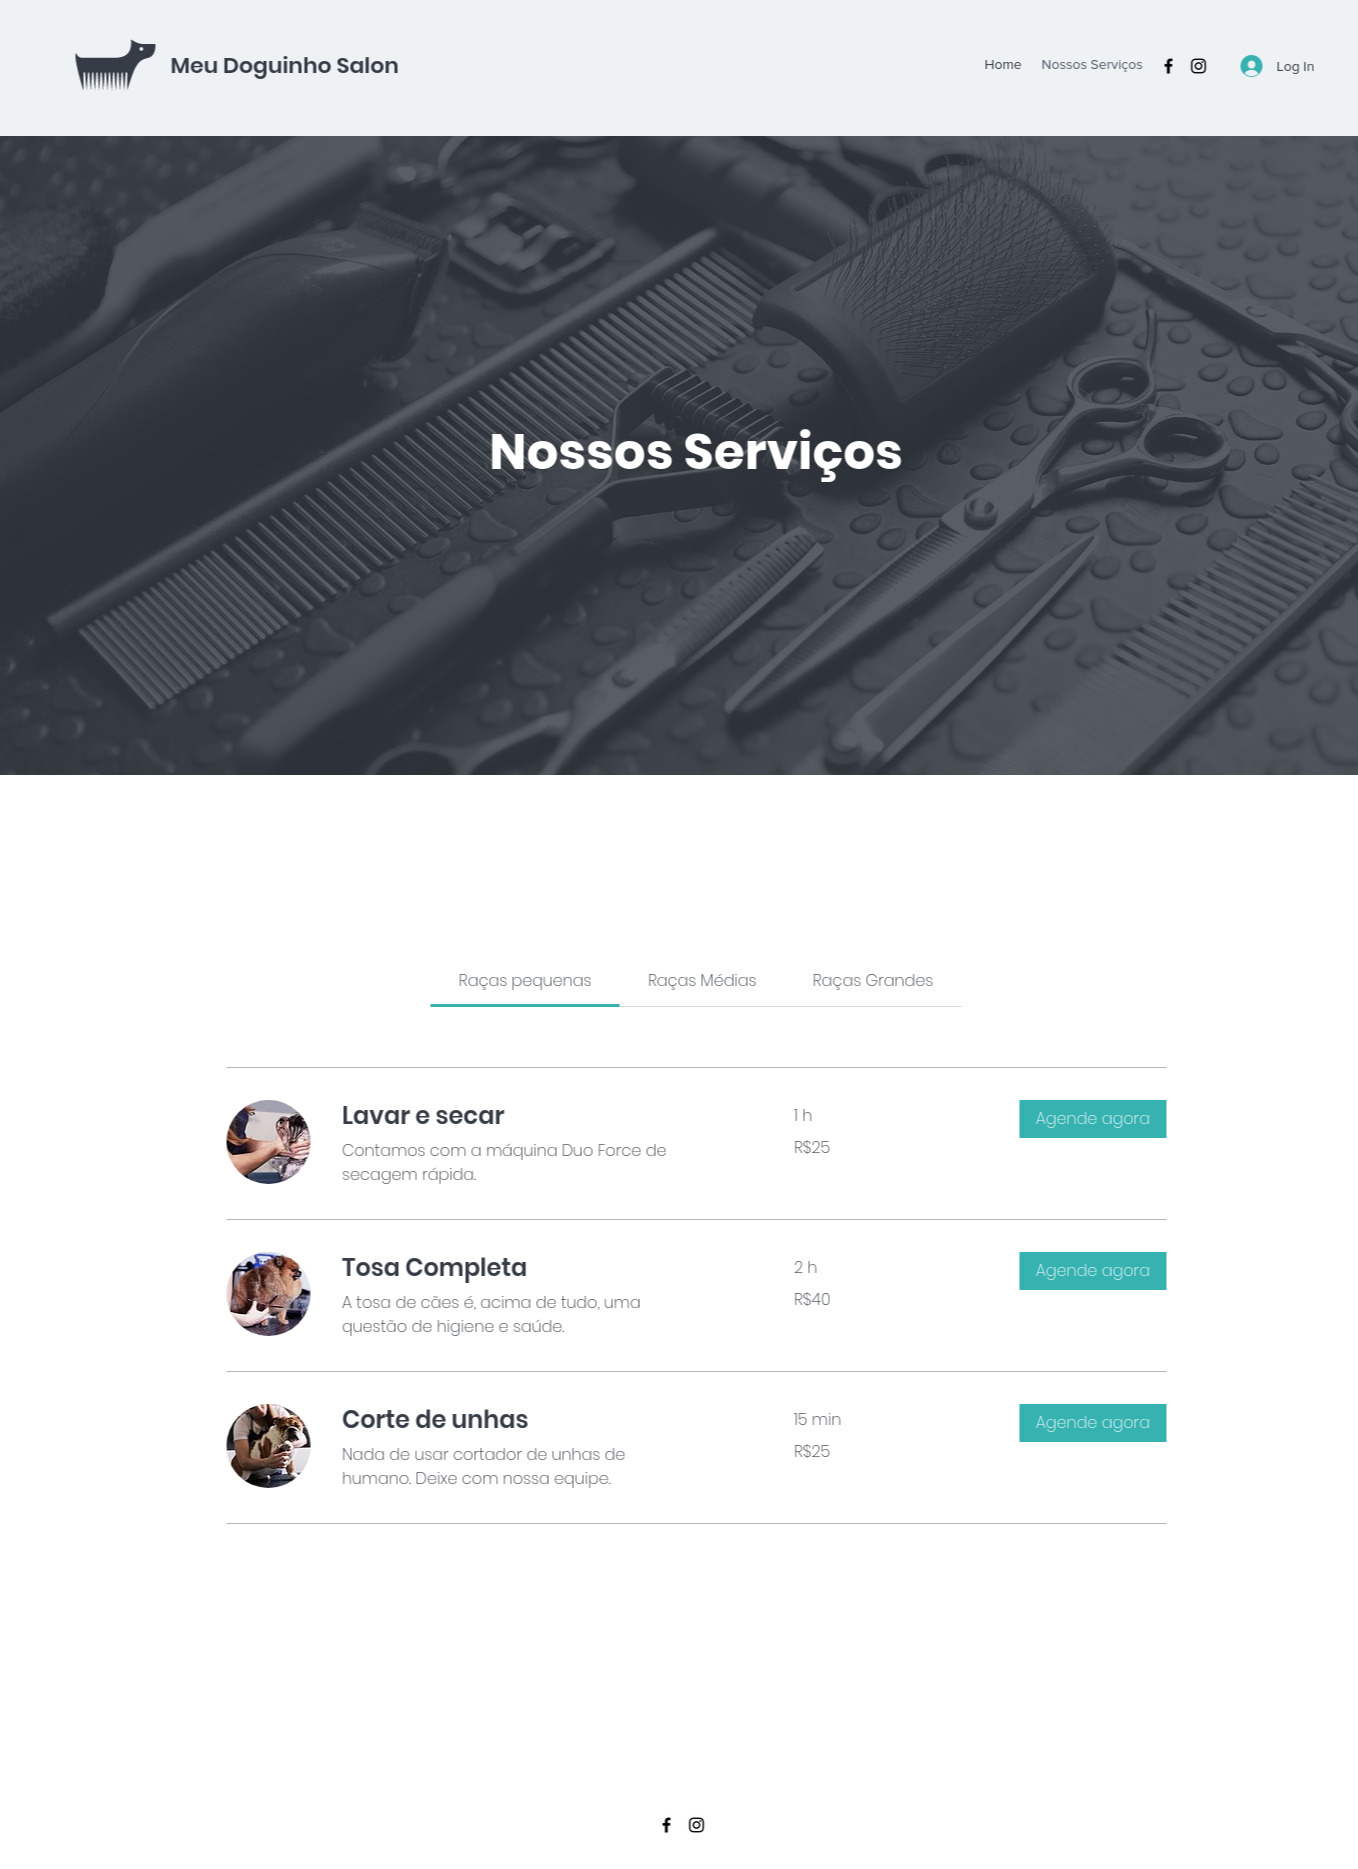 Meu Doguinho Salon
Home
Nossos Serviços
Log In
Nossos Serviços
Raças pequenas
Raças Médias
Raças Grandes
Lavar e secar
Contamos com a máquina Duo Force de
secagem rápida.
1 h
R$25
Agende agora
Tosa Completa
A tosa de cães é, acima de tudo, uma
questão de higiene e saúde.
2 h
R$40
Agende agora
Corte de unhas
Nada de usar cortador de unhas de
humano. Deixe com nossa equipe.
15 min
R$25
Agende agora